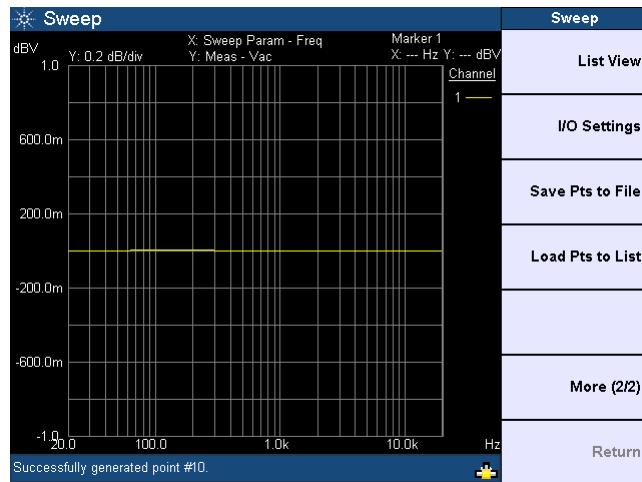 Sweep
dBV
Y: 0.2 dB/div
X: Sweep Param - Freq
Y: Meas - Vac
Marker 1
X: --- Hz Y: --- dBV
Channel
1
1.0
600.0m
200.0m
-200.0m
-600.0m
-1.0
20.0
100.0
1.0k
10.0k
Hz
Successfully generated point #10.
Sweep
List View
I/O Settings
Save Pts to File
Load Pts to List
More (2/2)
Return